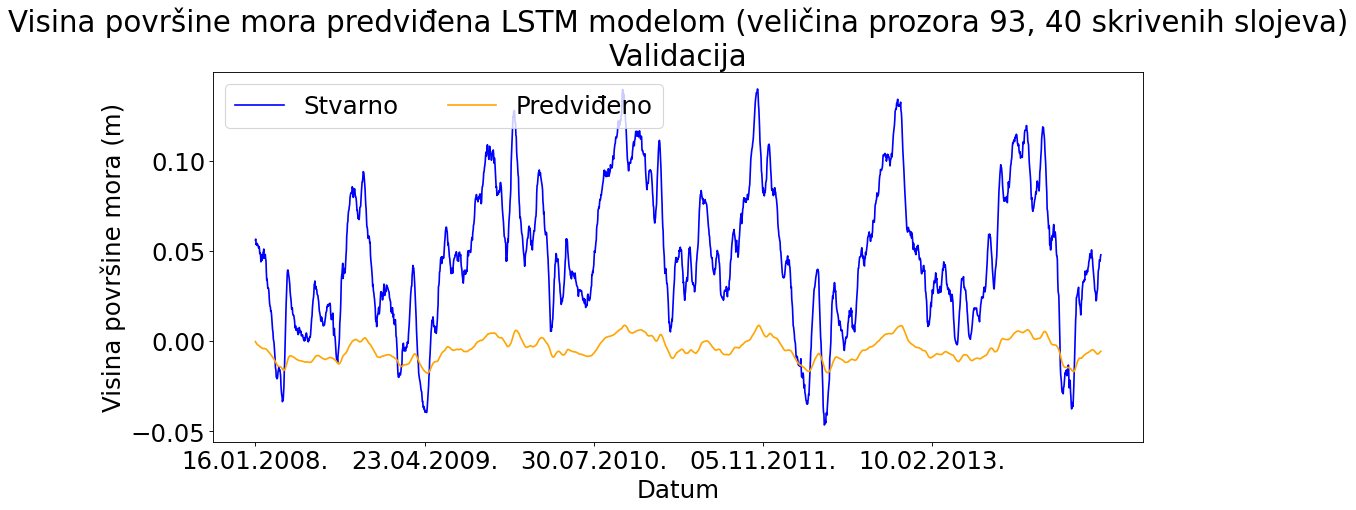 Visina površine mora predviđena LSTM modelom (veličina prozora 93, 40 skrivenih slojeva)
Validacija
Stvarno Predviđeno
Visina površine mora (m)
0.10
0.05
0.00
−0.05
16.01.2008. 23.04.2009. 30.07.2010. 05.11.2011. 10.02.2013.
Datum